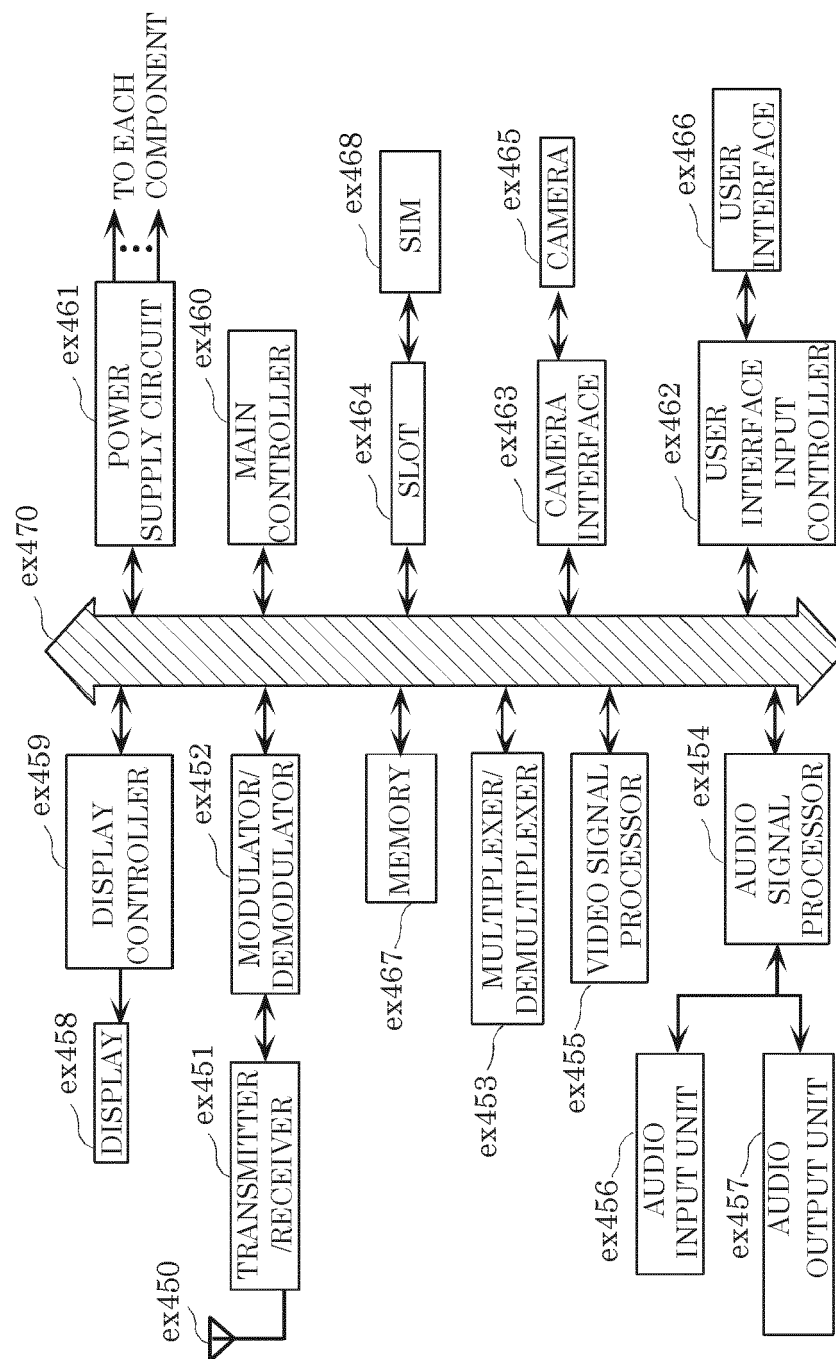 ex470
ex459
DISPLAY
CONTROLLER
ex458
DISPLAY
ex461
POWER
SUPPLY CIRCUIT
TO EACH
COMPONENT
ex452
MODULATOR/
DEMODULATOR
ex451
TRANSMITTER
/RECEIVER
ex450
ex460
MAIN
CONTROLLER
MEMORY
ex467
ex464
SLOT
ex468
SIM
MULTIPLEXER/
DEMULTIPLEXER
ex453
ex463
CAMERA
INTERFACE
ex465
CAMERA
VIDEO SIGNAL
PROCESSOR
ex455
ex454
AUDIO
SIGNAL
PROCESSOR
ex456
AUDIO
INPUT UNIT
ex457
AUDIO
OUTPUT UNIT
ex462
USER
INTERFACE
INPUT
CONTROLLER
ex466
USER
INTERFACE